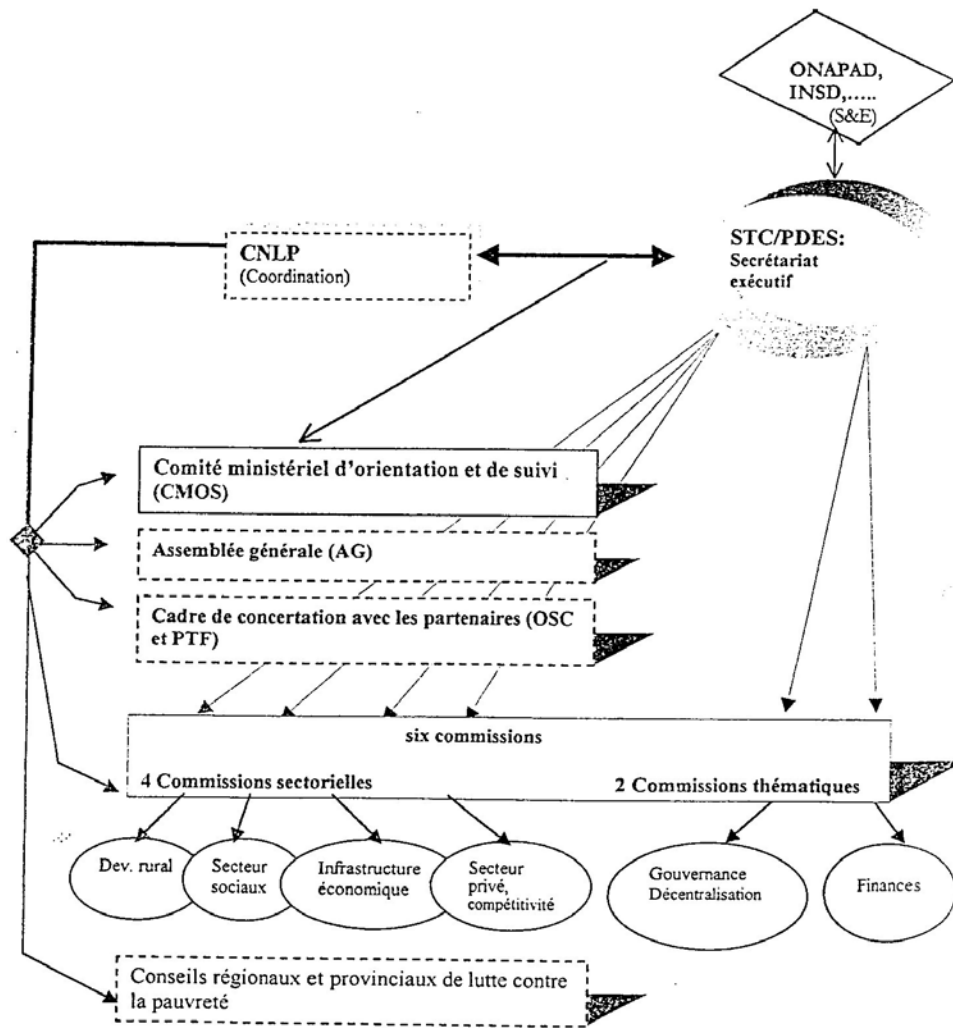 ONAPAD,
INSD,.....
(S&E)
CNLP
(Coordination)
STC/PDES:
Secrétariat
exécutif
Comité ministériel d'orientation et de suivi
(CMOS)
Assemblée générale (AG)
Cadre de concertation avec les partenaires (OSC
et PTF)
six commissions
4 Commissions sectorielles
2 Commissions thématiques
Dev. rural
Secteur
sociaux
Infrastructure
économique
Secteur
privé,
compétitivité
Gouvernance
Décentralisation
Finances
Conseils régionaux et provinciaux de lutte contre
la pauvreté